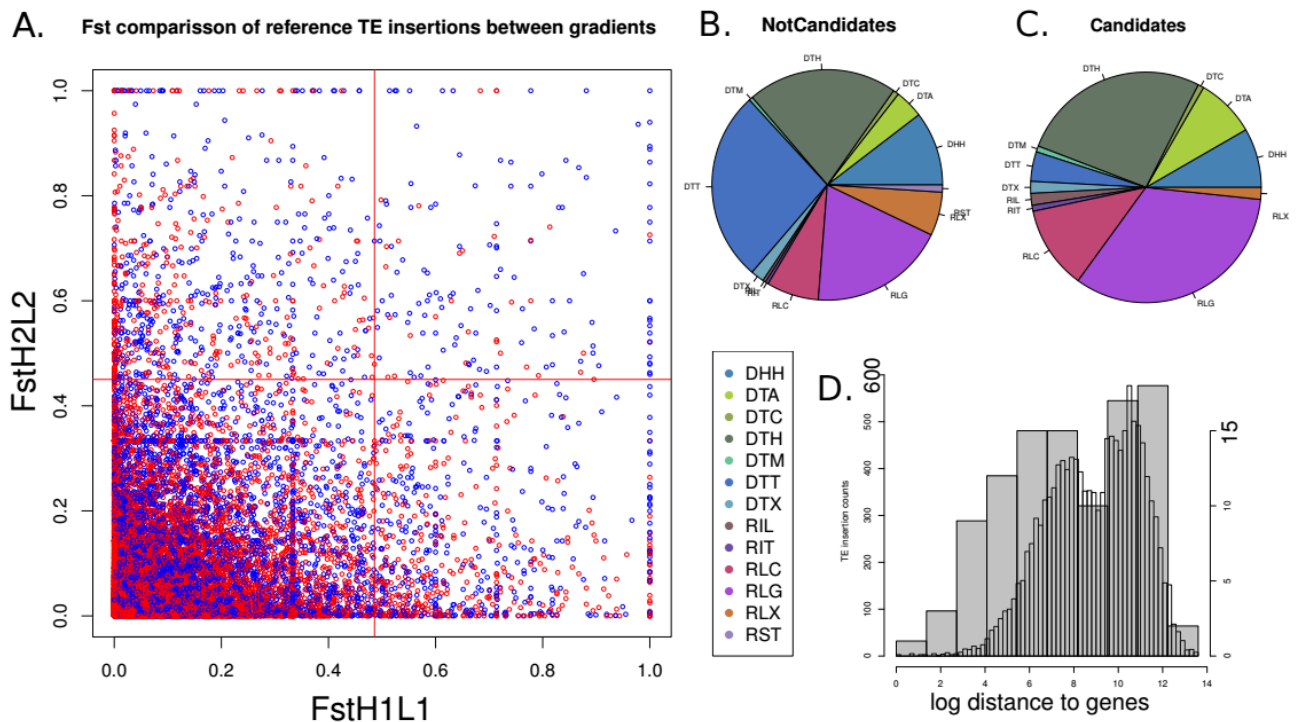 A. Fst comparisson of reference TE insertions between gradients
FstH2L2
1.0
0.8
0.6
0.4
0.2
0.0
0.0 0.2 0.4 0.6 0.8 1.0
FstH1L1
B. NotCandidates
DTH
DTC
DTA
DHH
RST
RLX
RLG
RLC
RIL
DTX
DTT
DTM
C. Candidates
DTH
DTC
DTA
DHH
RLX
RLG
RLC
RIT
RIL
DTX
DTT
DTM
DHH
DTA
DTC
DTH
DTM
DTT
DTX
RIL
RIT
RLC
RLG
RLX
RST
D.
TE insertion counts
600
500
400
300
200
100
0
15
10
5
0
0 2 4 6 8 10 12 14
log distance to genes